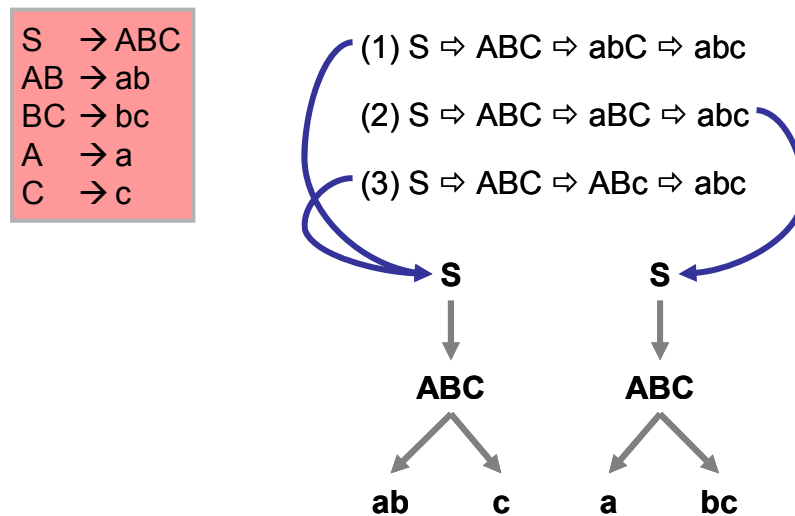 S → ABC
AB → ab
BC → bc
A → a
C → c
(1) S ⇨ ABC ⇨ abC ⇨ abc
(2) S ⇨ ABC ⇨ aBC ⇨ abc
(3) S ⇨ ABC ⇨ ABc ⇨ abc
S S
ABC ABC
ab c a bc